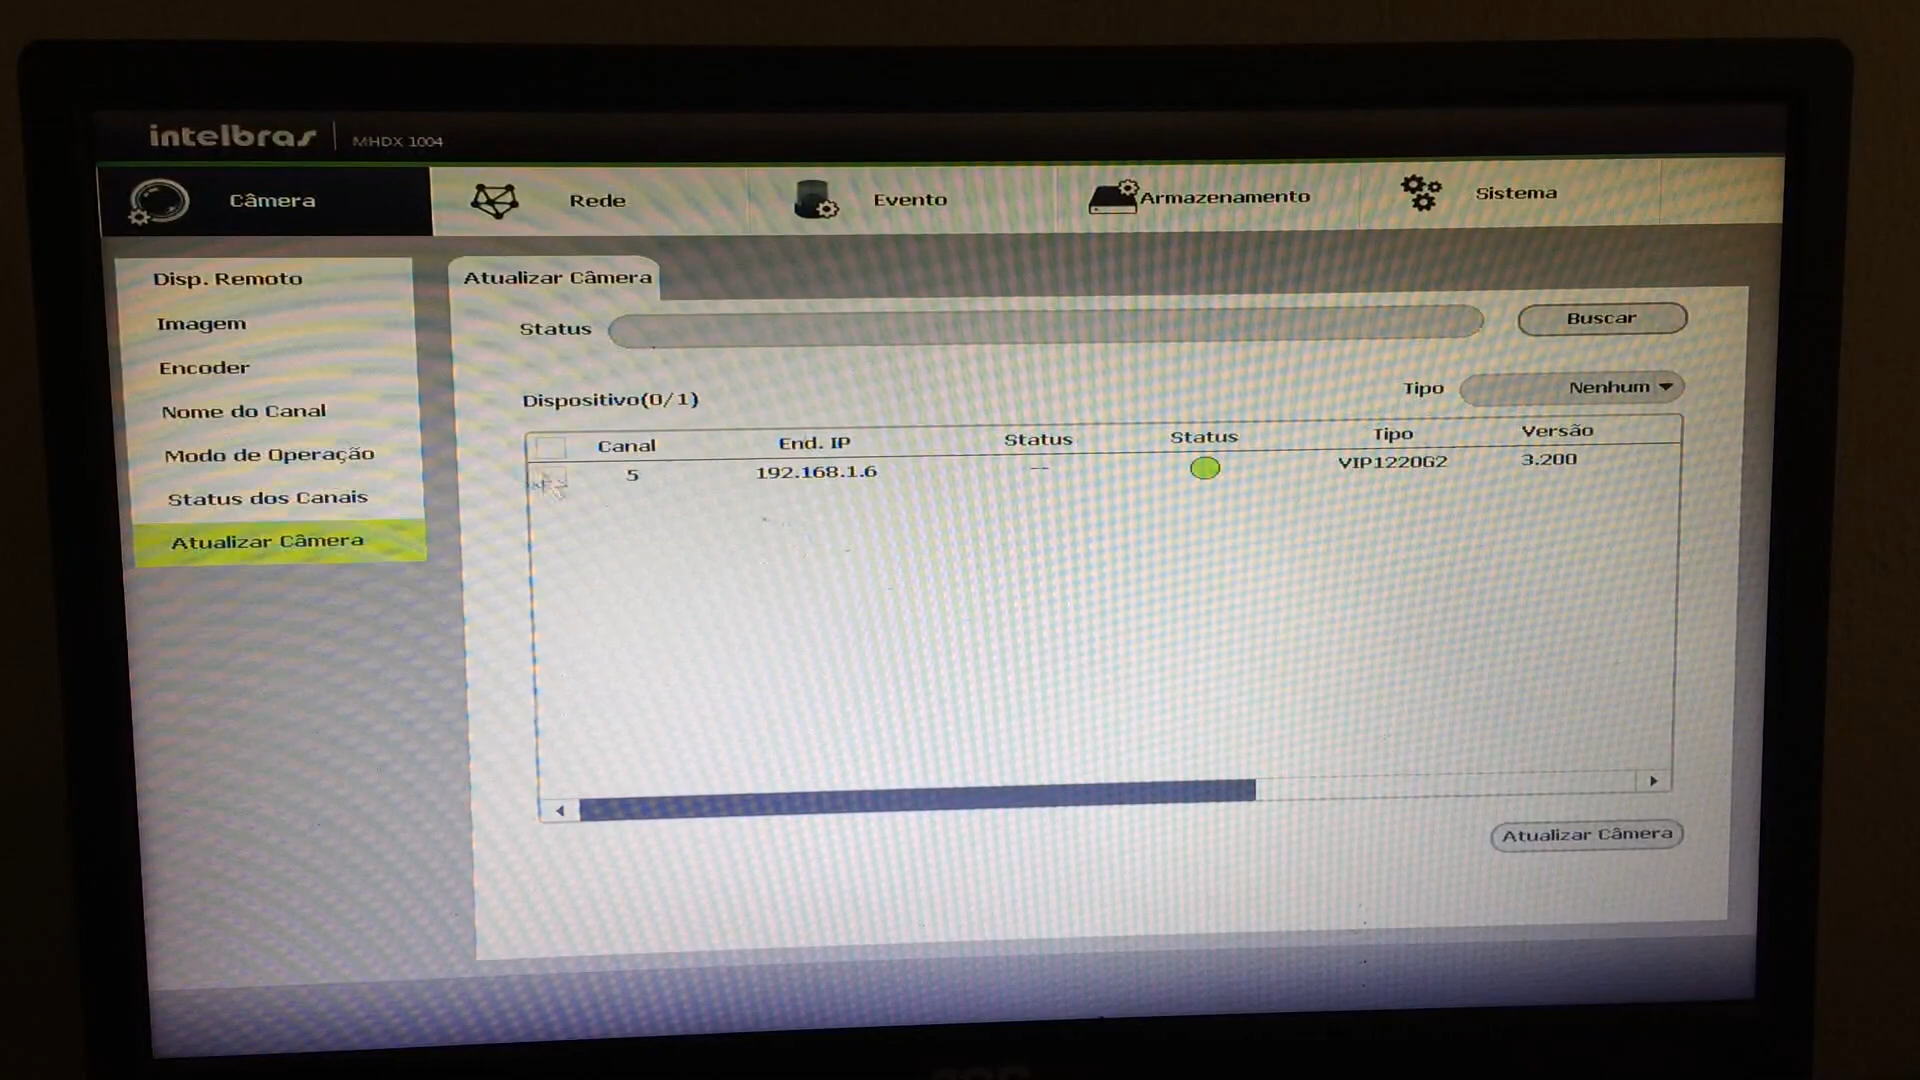 intelbras MHDX 1004
Câmera Rede Evento Armazenamento Sistema
Disp. Remoto
Imagem
Encoder
Nome do Canal
Modo de Operação
Status dos Canais
Atualizar Câmera
Atualizar Câmera
Status Buscar
Tipo Nenhum
Dispositivo(0/1)
Canal End. IP Status Status Tipo Versão
5 192.168.1.6 -- VIP1220G2 3.200
Atualizar Câmera